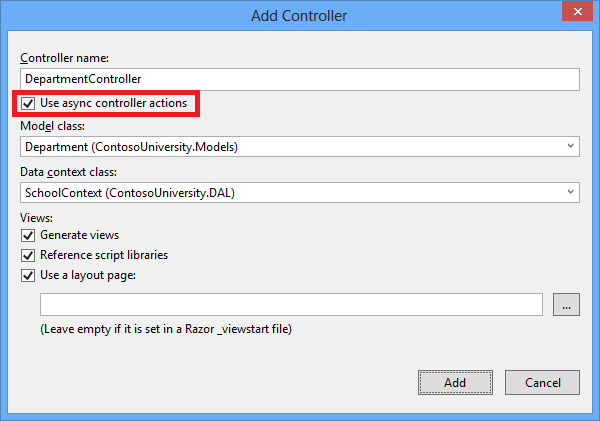 Add Controller
Controller name:
DepartmentController
Use async controller actions
Model class:
Department (ContosoUniversity.Models)
Data context class:
SchoolContext (ContosoUniversity.DAL)
Views:
Generate views
Reference script libraries
Use a layout page:
...
(Leave empty if it is set in a Razor _viewstart file)
Add Cancel